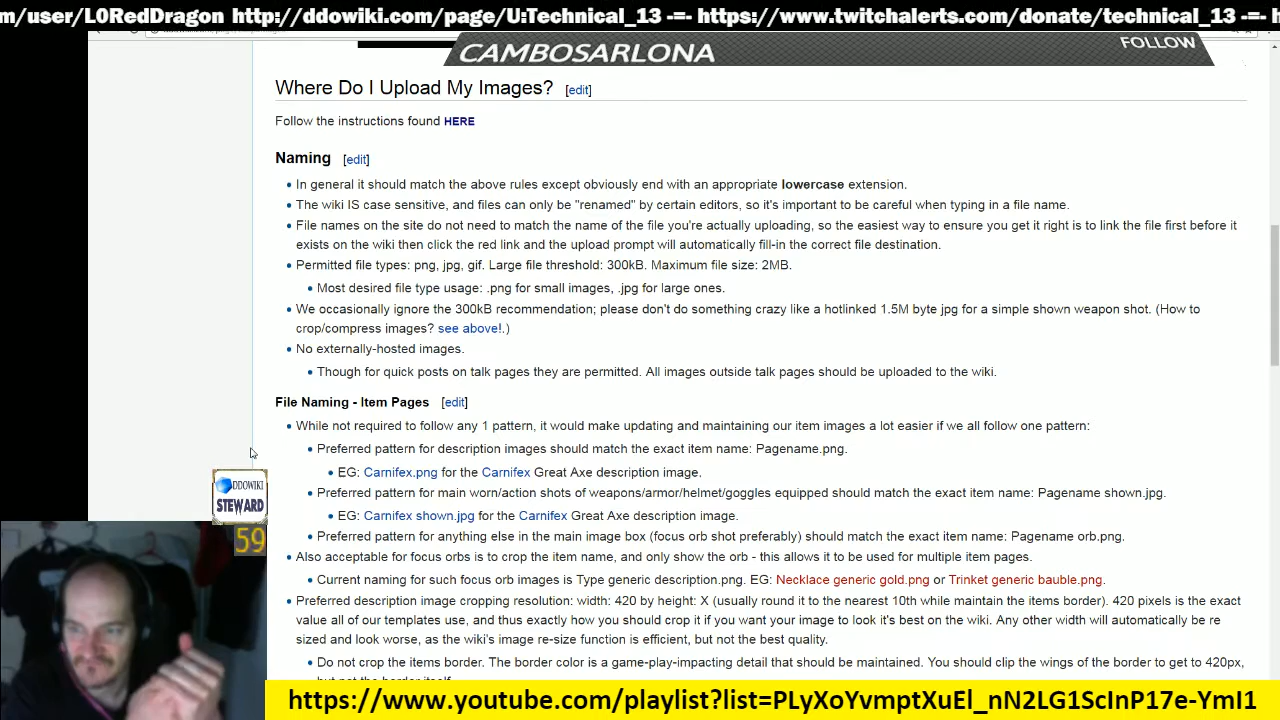 m/user/L0RedDragon http://ddowiki.com/page/U:Technical_13 -=- https://www.twitchalerts.com/donate/technical_13 -=- h
CAMBOSARLONA
FOLLOW
Where Do I Upload My Images? [edit]
Follow the instructions found HERE
Naming [edit]
In general it should match the above rules except obviously end with an appropriate lowercase extension.
The wiki IS case sensitive, and files can only be "renamed" by certain editors, so it's important to be careful when typing in a file name.
File names on the site do not need to match the name of the file you're actually uploading, so the easiest way to ensure you get it right is to link the file first before it
exists on the wiki then click the red link and the upload prompt will automatically fill-in the correct file destination.
Permitted file types: png, jpg, gif. Large file threshold: 300kB. Maximum file size: 2MB.
Most desired file type usage: .png for small images, .jpg for large ones.
We occasionally ignore the 300kB recommendation; please don't do something crazy like a hotlinked 1.5M byte jpg for a simple shown weapon shot. (How to
crop/compress images? see above!.)
No externally-hosted images.
Though for quick posts on talk pages they are permitted. All images outside talk pages should be uploaded to the wiki.
File Naming - Item Pages [edit]
While not required to follow any 1 pattern, it would make updating and maintaining our item images a lot easier if we all follow one pattern:
Preferred pattern for description images should match the exact item name: Pagename.png.
EG: Carnifex.png for the Carnifex Great Axe description image.
Preferred pattern for main worn/action shots of weapons/armor/helmet/goggles equipped should match the exact item name: Pagename shown.jpg.
EG: Carnifex shown.jpg for the Carnifex Great Axe description image.
Preferred pattern for anything else in the main image box (focus orb shot preferably) should match the exact item name: Pagename orb.png.
Also acceptable for focus orbs is to crop the item name, and only show the orb - this allows it to be used for multiple item pages.
Current naming for such focus orb images is Type generic description.png. EG: Necklace generic gold.png or Trinket generic bauble.png.
Preferred description image cropping resolution: width: 420 by height: X (usually round it to the nearest 10th while maintain the items border). 420 pixels is the exact
value all of our templates use, and thus exactly how you should crop it if you want your image to look it's best on the wiki. Any other width will automatically be re
sized and look worse, as the wiki's image re-size function is efficient, but not the best quality.
Do not crop the items border. The border color is a game-play-impacting detail that should be maintained. You should clip the wings of the border to get to 420px,
but not the border itself.
DDOWIKI
STEWARD
59
https://www.youtube.com/playlist?list=PLyXoYvmptXuEl_nN2LG1ScInP17e-YmI1